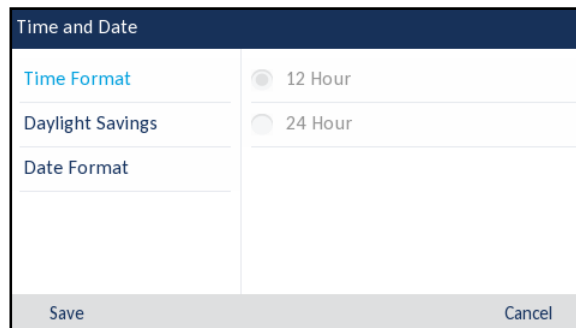 Time and Date
Time Format
12 Hour
Daylight Savings
24 Hour
Date Format
Save
Cancel